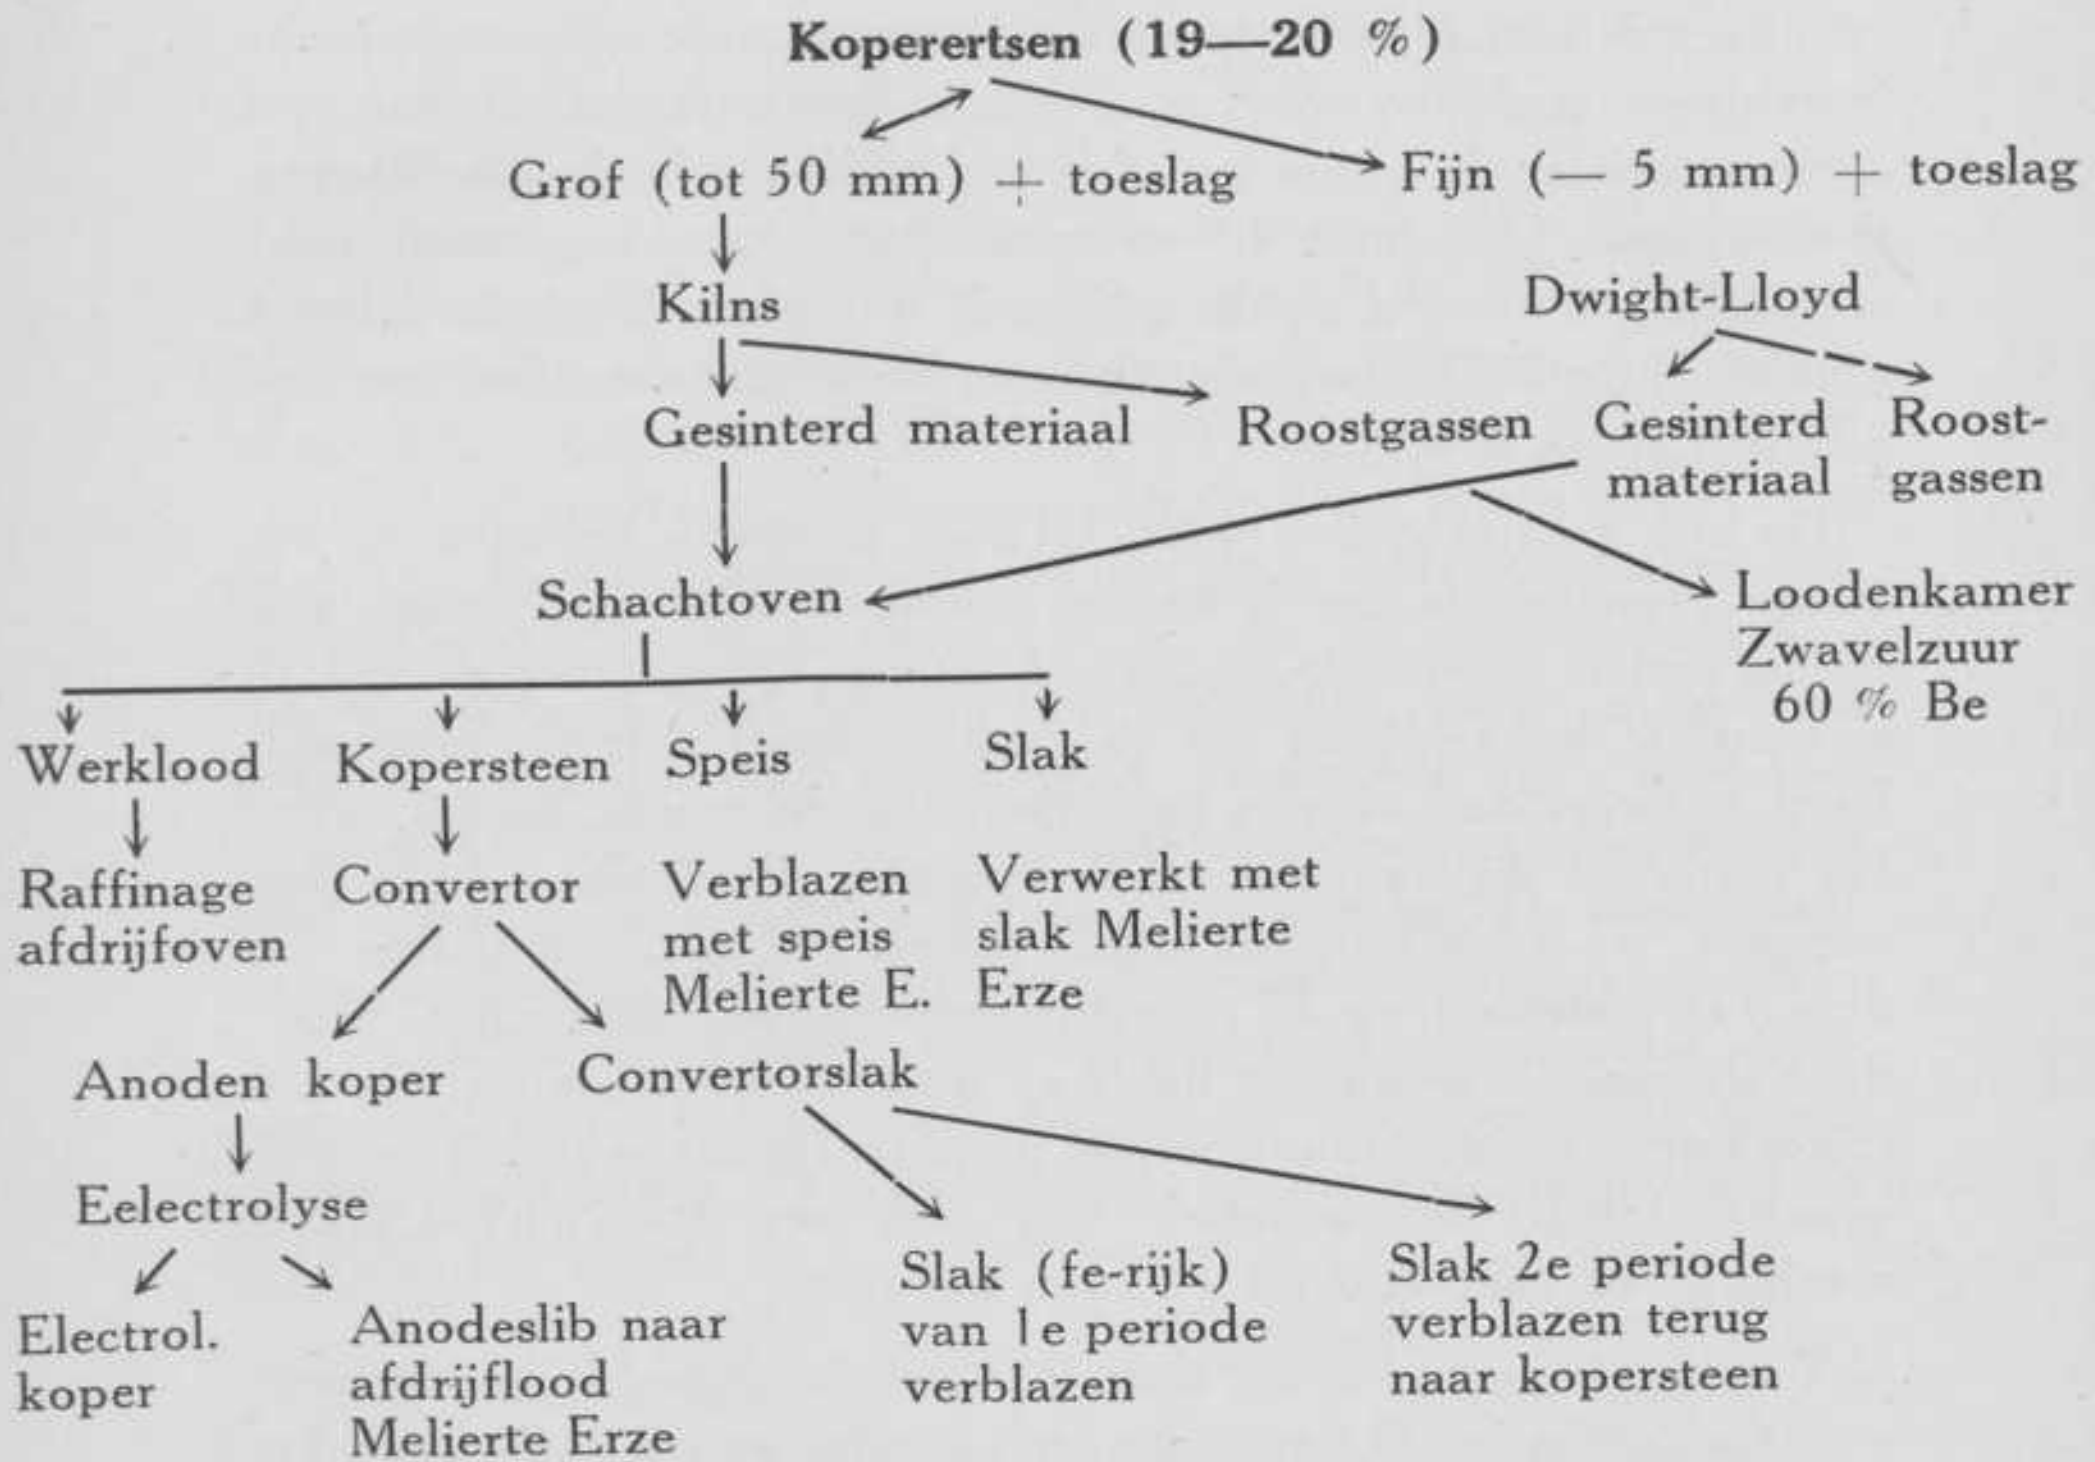 Koperertsen (19—20 %)
Grof (tot 50 mm) + toeslag
Fijn (— 5 mm) + toeslag
Kilns
Dwight-Lloyd
Gesinterd materiaal
Roostgassen
Gesinterd
materiaal
Roost-
gassen
Schachtoven
Loodenkamer
Zwavelzuur
60 % Be
Werklood
Kopersteen
Speis
Slak
Raffinage
afdrijfoven
Convertor
Verblazen
met speis
Melierte E.
Verwerkt met
slak Melierte
Erze
Anoden koper
Convertorslak
Eelectrolyse
Electrol.
koper
Anodeslib naar
afdrijflood
Melierte Erze
Slak (fe-rijk)
van 1e periode
verblazen
Slak 2e periode
verblazen terug
naar kopersteen